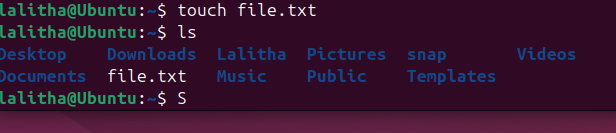 lalitha@Ubuntu:~$ touch file.txt
lalitha@Ubuntu:~$ ls
Desktop Downloads Lalitha Pictures snap Videos
Documents file.txt Music Public Templates
lalitha@Ubuntu:~$ S